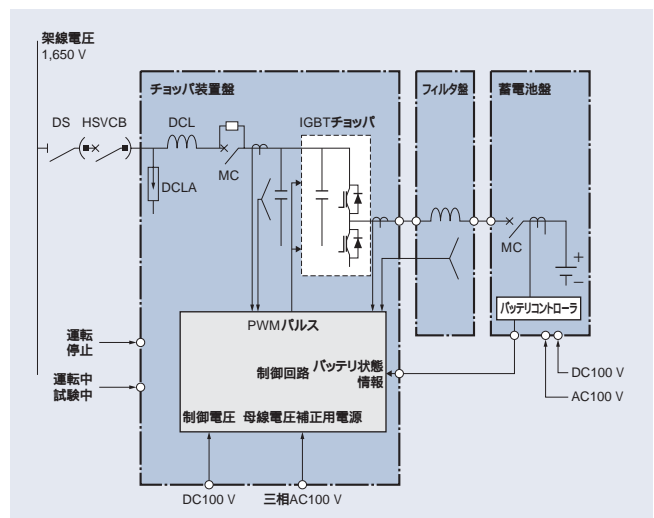 架線電圧
1,650 V
チョッパ装置盤
フィルタ盤
蓄電池盤
DS
HSVCB
DCL
IGBTチョッパ
MC
DCLA
MC
+
−
バッテリコントローラ
PWMパルス
運転
停止
制御回路
バッテリ状態
情報
DC100 V
運転中
試験中
AC100 V
制御電圧
母線電圧補正用電源
DC100 V
三相AC100 V